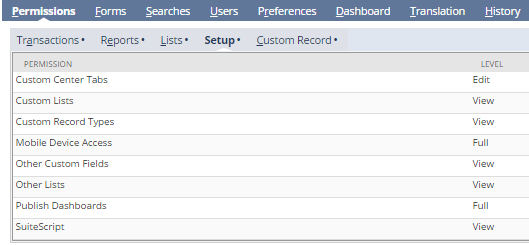 Permissions Forms Searches Users Preferences Dashboard Translation History
Transactions • Reports • Lists • Setup • Custom Record •
PERMISSION LEVEL
Custom Center Tabs Edit
Custom Lists View
Custom Record Types View
Mobile Device Access Full
Other Custom Fields View
Other Lists View
Publish Dashboards Full
SuiteScript View